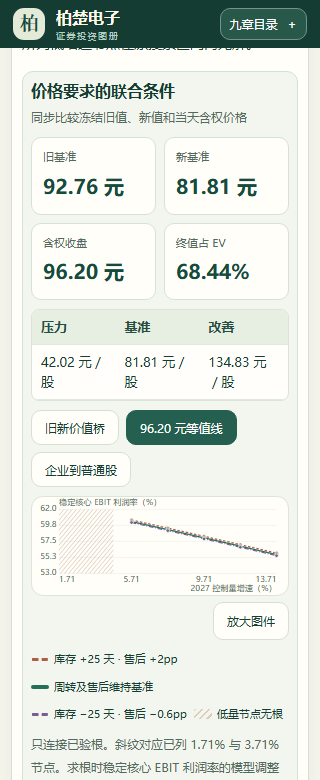 柏 柏楚电子
证券投资图册
九章目录 +
价格要求的联合条件
同步比较冻结旧值、新值和当天含权价格
旧基准 新基准
92.76 元 81.81 元
含权收盘 终值占 EV
96.20 元 68.44%
压力 基准 改善
42.02 元 / 81.81 元 / 134.83 元
股 股 / 股
旧新价值桥 96.20 元等值线
企业到普通股
稳定核心 EBIT 利润率（%）
62.0
59.8
57.5
55.3
53.0
1.71 5.71 9.71 13.71
2027 控制量增速（%）
放大图件
库存 +25 天 · 售后 +2pp
周转及售后维持基准
库存 −25 天 · 售后 −0.6pp 低量节点无根
只连接已验根。斜纹对应已列 1.71% 与 3.71%
节点。求根时稳定核心 EBIT 利润率的模型调整